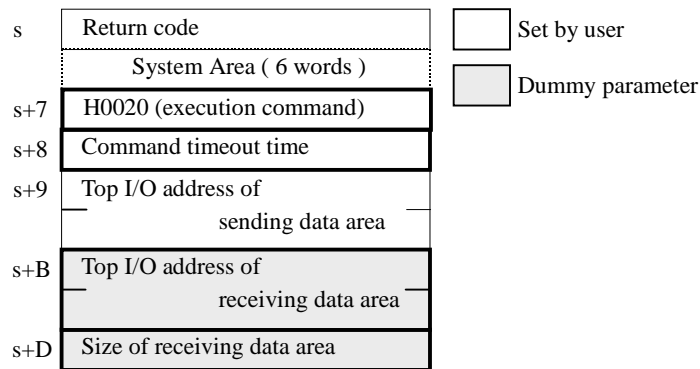 s Return code
System Area ( 6 words )
s+7 H0020 (execution command)
s+8 Command timeout time
s+9 Top I/O address of
sending data area
s+B Top I/O address of
receiving data area
s+D Size of receiving data area
Set by user
Dummy parameter